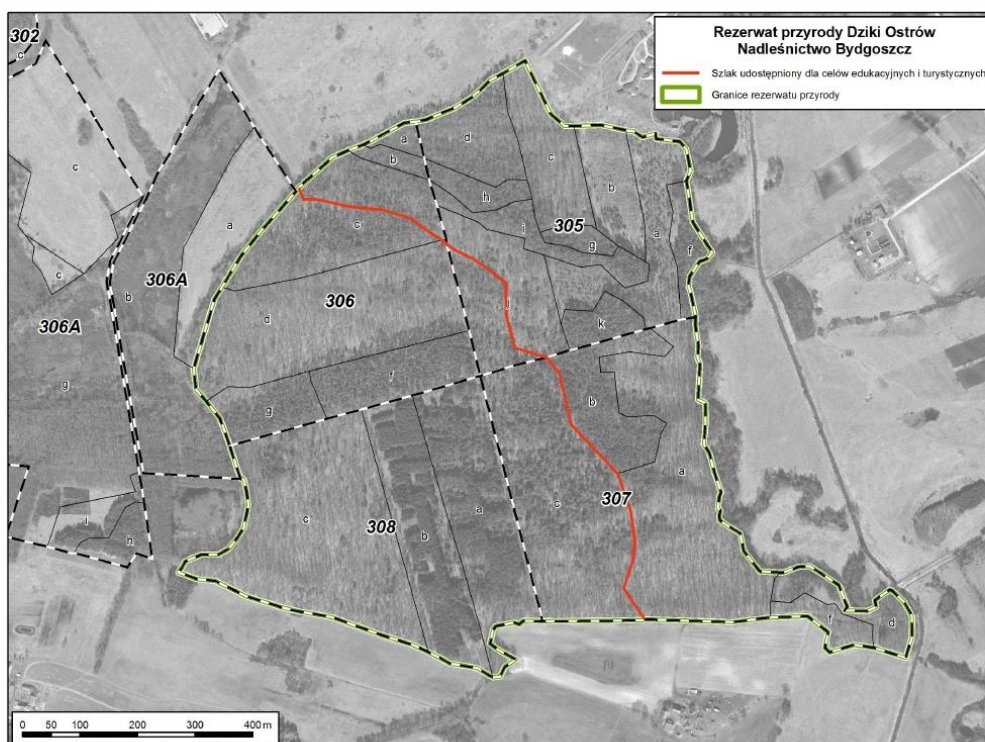 Rezerwat przyrody Dziki Ostrów
Nadleśnictwo Bydgoszcz
Szlak udostępniony dla celów edukacyjnych i turystycznych
Granice rezerwatu przyrody
302
c
c
a
c
b
306A
306A
g
i
h
a
b
d
h
c
b
i
g
305
a
f
c
306
d
j
k
f
g
b
a
c
307
c
308
b
a
f
d
0 50 100 200 300 400 m